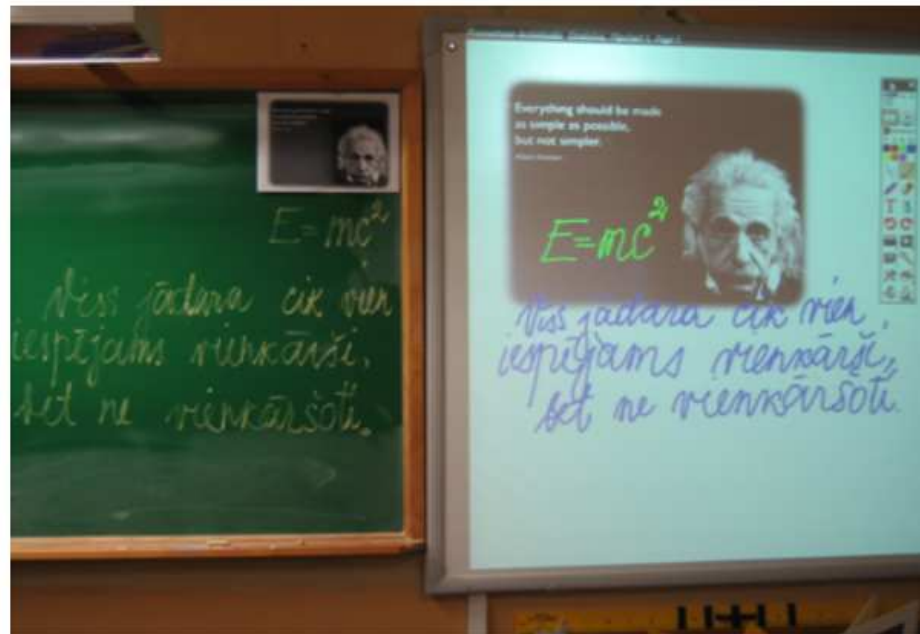 E=mc²
Viss jādara cik vien
iespējams vienkārši,
bet ne vienkāršoti.
Everything should be made
as simple as possible,
but not simpler.
E=mc²
Viss jādara cik vien
iespējams vienkārši,
bet ne vienkāršoti.